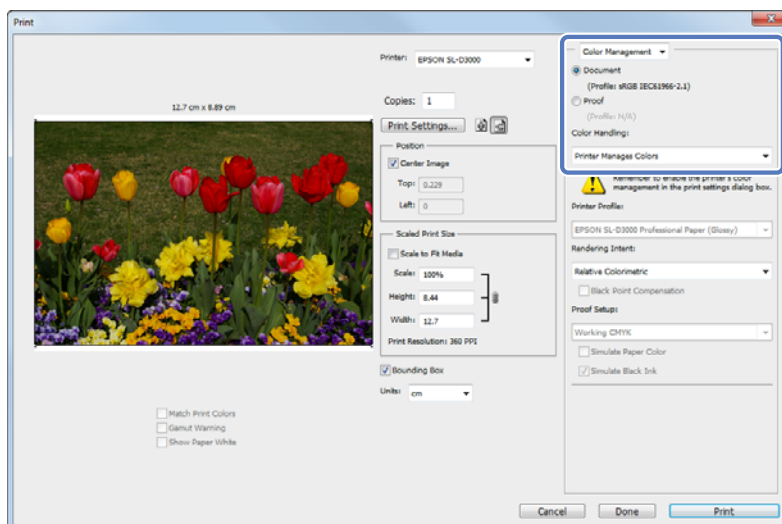 Print
12.7 cm x 8.89 cm
Match Print Colors
Gamut Warning
Show Paper White
Printer: EPSON SL-D3000
Copies: 1
Print Settings...
Position
Center Image
Top: 0.229
Left: 0
Scaled Print Size
Scale to Fit Media
Scale: 100%
Height: 8.44
Width: 12.7
Print Resolution: 360 PPI
Bounding Box
Units: cm
Color Management
Document
(Profile: sRGB IEC61966-2.1)
Proof
(Profile: N/A)
Color Handling:
Printer Manages Colors
Remember to enable the printer's color
management in the print settings dialog box.
Printer Profile:
EPSON SL-D3000 Professional Paper (Glossy)
Rendering Intent:
Relative Colorimetric
Black Point Compensation
Proof Setup:
Working CMYK
Simulate Paper Color
Simulate Black Ink
Cancel
Done
Print